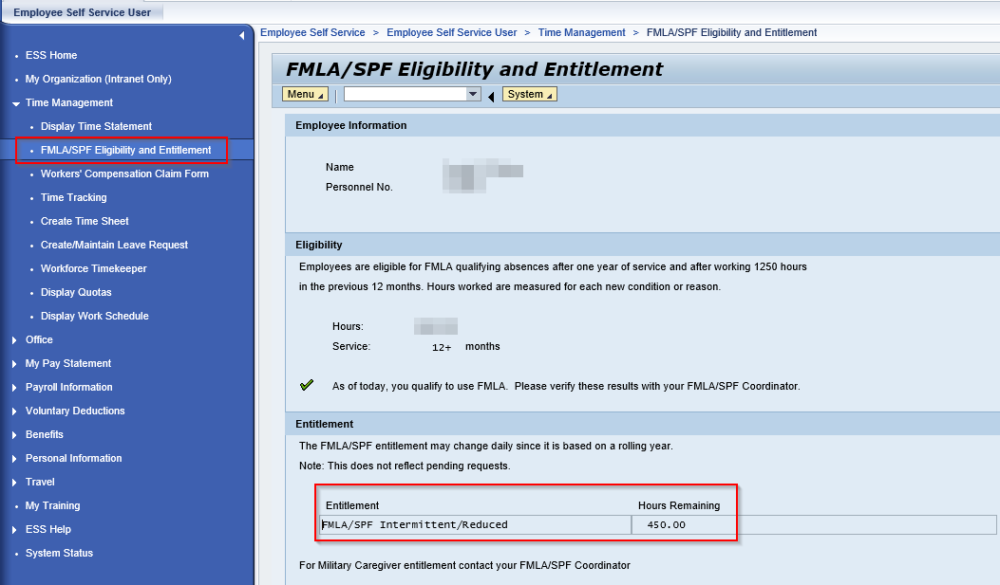 Employee Self Service User
ESS Home
My Organization (Intranet Only)
Time Management
Display Time Statement
FMLA/SPF Eligibility and Entitlement
Workers' Compensation Claim Form
Time Tracking
Create Time Sheet
Create/Maintain Leave Request
Workforce Timekeeper
Display Quotas
Display Work Schedule
Office
My Pay Statement
Payroll Information
Voluntary Deductions
Benefits
Personal Information
Travel
My Training
ESS Help
System Status
Employee Self Service > Employee Self Service User > Time Management > FMLA/SPF Eligibility and Entitlement
FMLA/SPF Eligibility and Entitlement
Menu System
Employee Information
Name
Personnel No.
Eligibility
Employees are eligible for FMLA qualifying absences after one year of service and after working 1250 hours
in the previous 12 months. Hours worked are measured for each new condition or reason.
Hours:
Service: 12+ months
As of today, you qualify to use FMLA. Please verify these results with your FMLA/SPF Coordinator.
Entitlement
The FMLA/SPF entitlement may change daily since it is based on a rolling year.
Note: This does not reflect pending requests.
Entitlement Hours Remaining
FMLA/SPF Intermittent/Reduced 450.00
For Military Caregiver entitlement contact your FMLA/SPF Coordinator